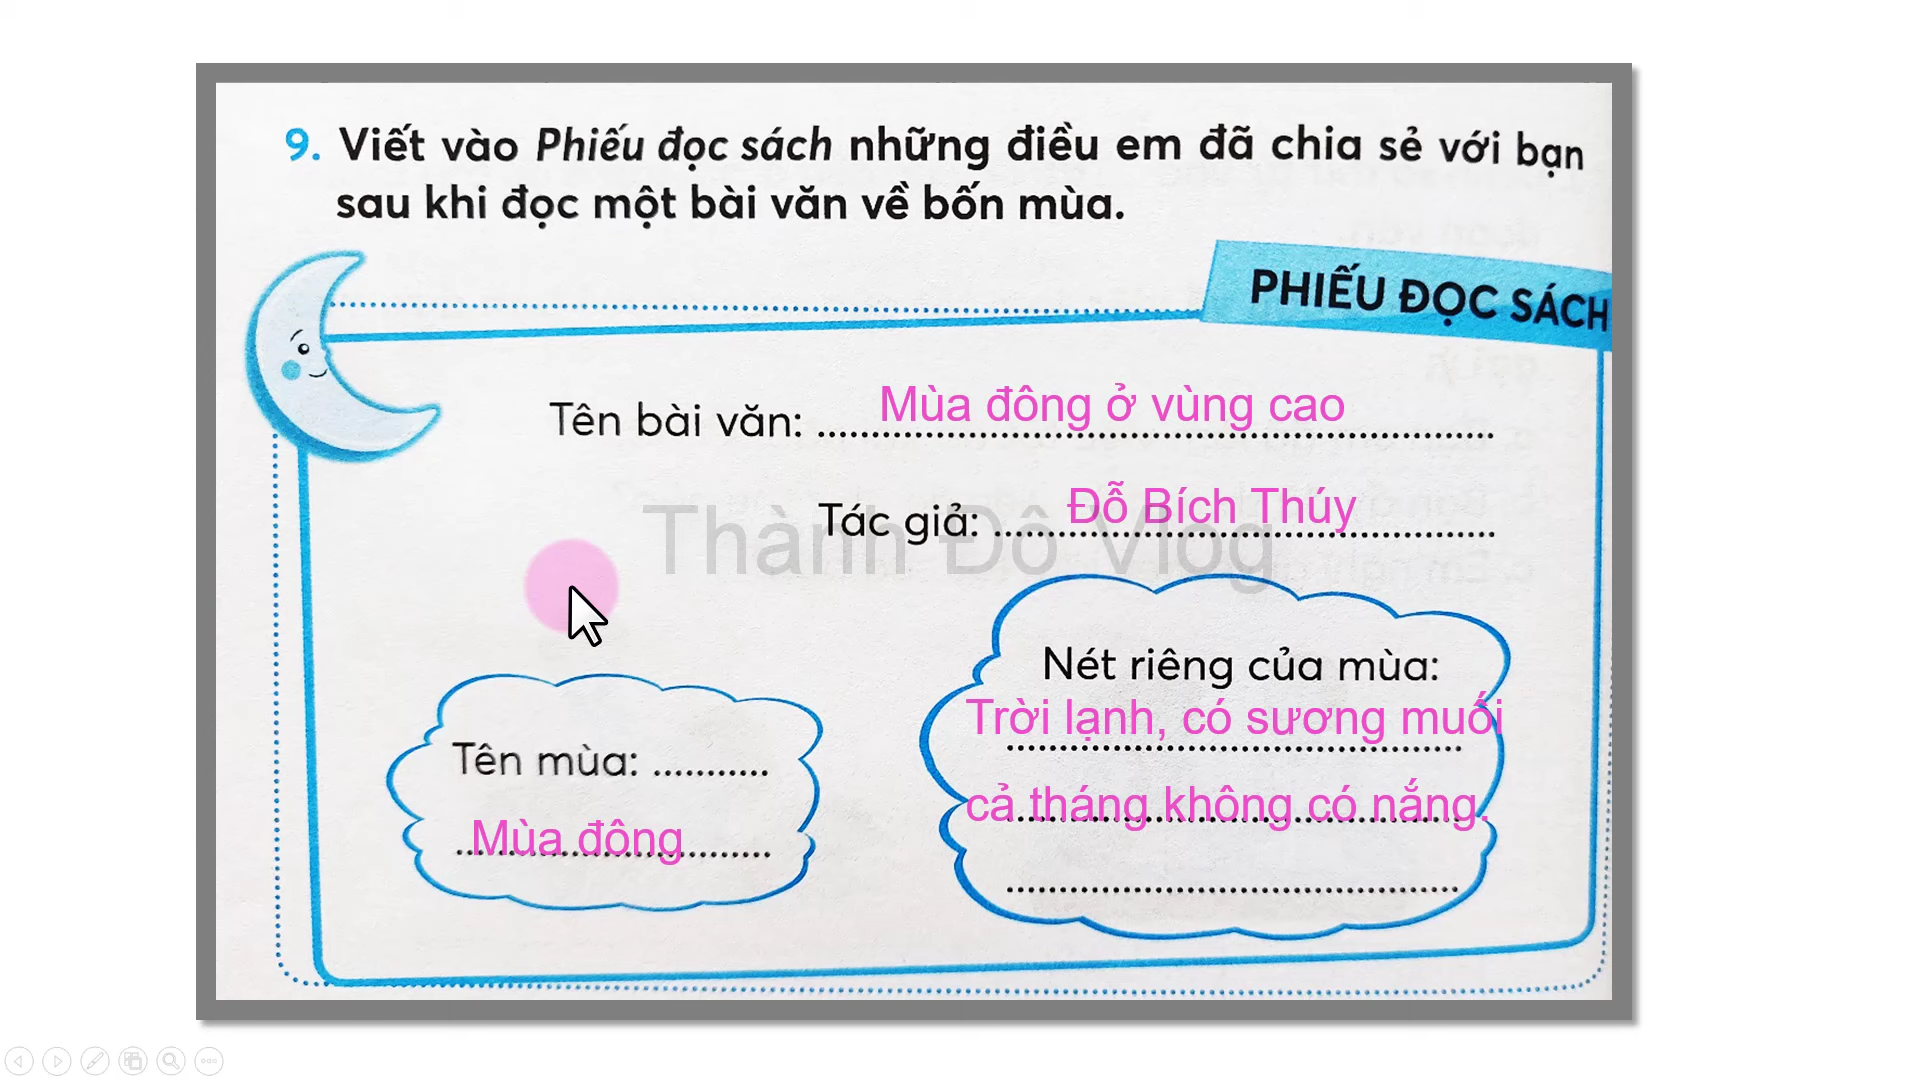 9. Viết vào Phiếu đọc sách những điều em đã chia sẻ với bạn
sau khi đọc một bài văn về bốn mùa.
PHIẾU ĐỌC SÁCH
Tên bài văn: Mùa đông ở vùng cao
Tác giả: Đỗ Bích Thúy
Thành Đô Vlog
Tên mùa: ...........
Mùa đông
Nét riêng của mùa:
Trời lạnh, có sương muối
cả tháng không có nắng.